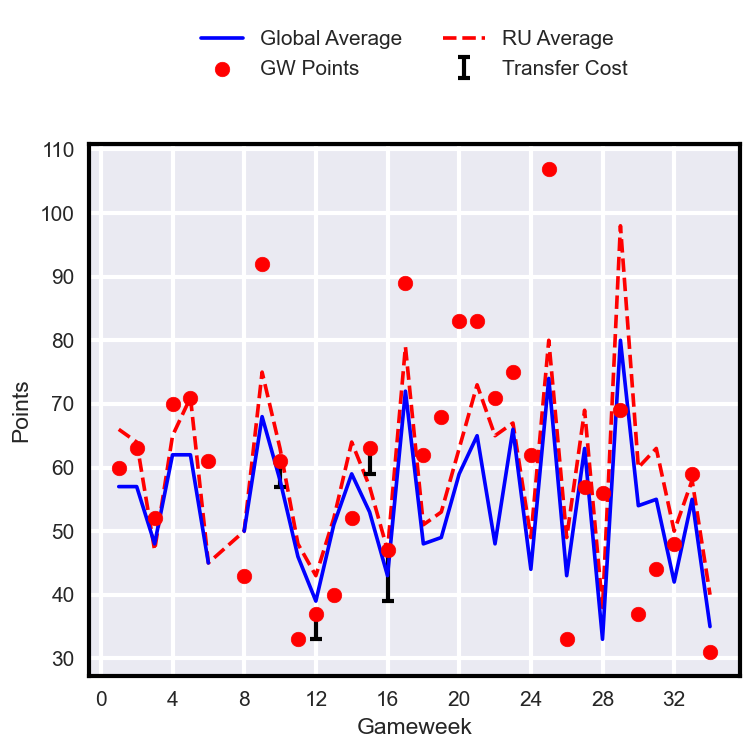 Global Average
RU Average
GW Points
Transfer Cost
110
100
90
80
70
60
50
40
30
Points
0 4 8 12 16 20 24 28 32
Gameweek